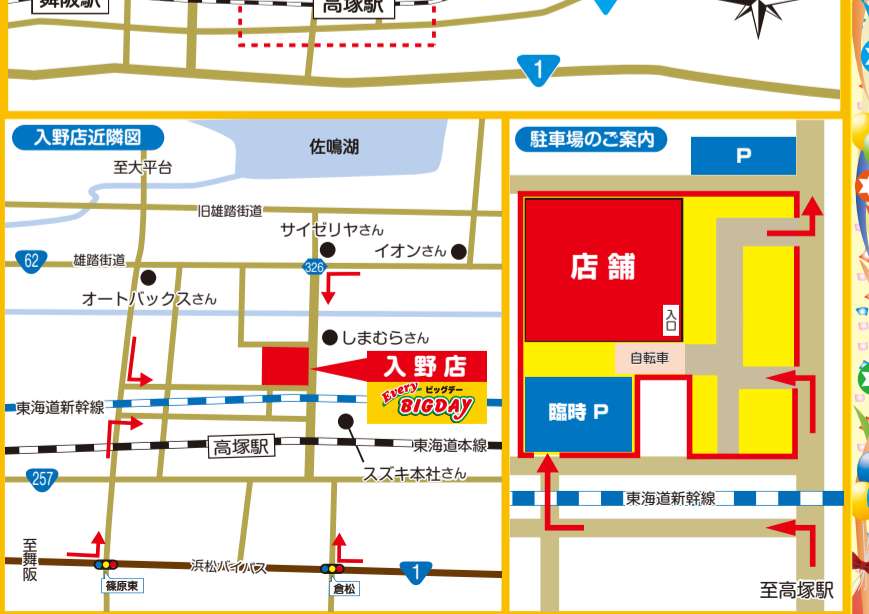 舞阪駅
高塚駅
1
入野店近隣図
佐鳴湖
至大平台
旧雄踏街道
サイゼリヤさん
イオンさん
62
雄踏街道
326
オートバックスさん
しまむらさん
入野店
Every ビッグデー
BIGDAY
東海道新幹線
高塚駅
東海道本線
スズキ本社さん
257
至舞阪
浜松バイパス
1
篠原東
倉松
駐車場のご案内
P
店舗
入口
自転車
臨時 P
東海道新幹線
至高塚駅